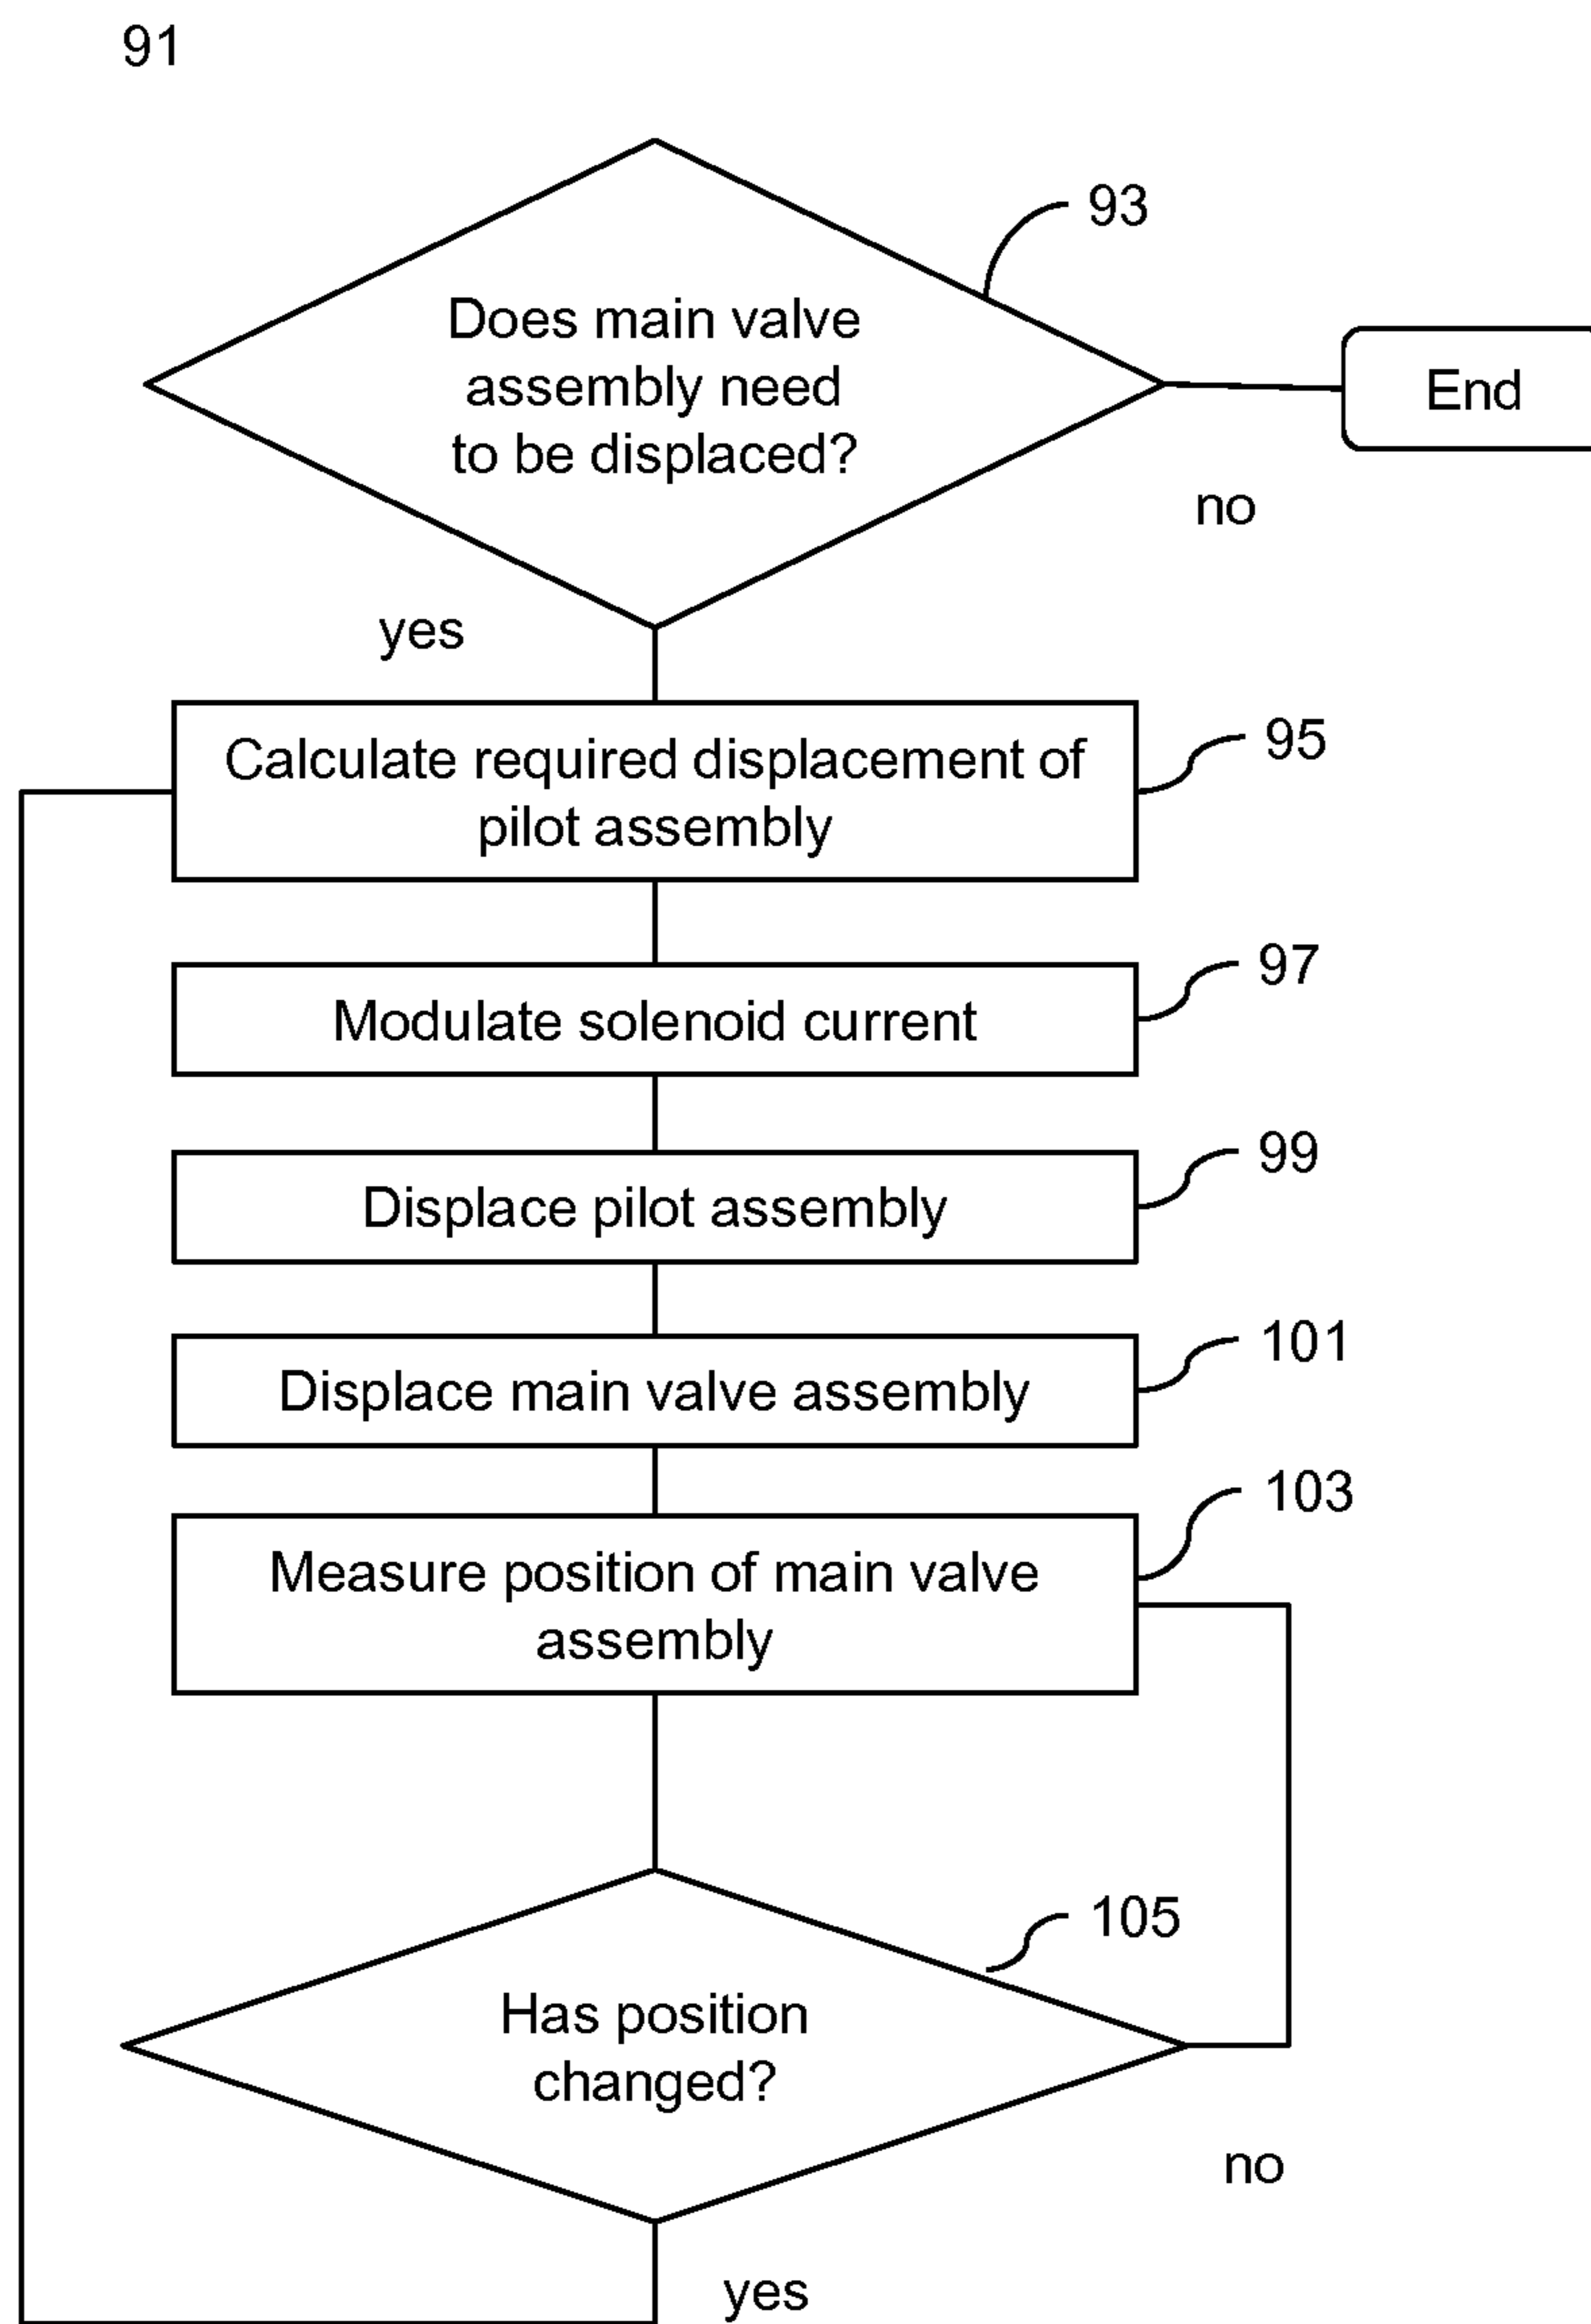 91
93
Does main valve
assembly need
to be displaced?
End
no
yes
95
Calculate required displacement of
pilot assembly
97
Modulate solenoid current
99
Displace pilot assembly
101
Displace main valve assembly
103
Measure position of main valve
assembly
105
Has position
changed?
no
yes